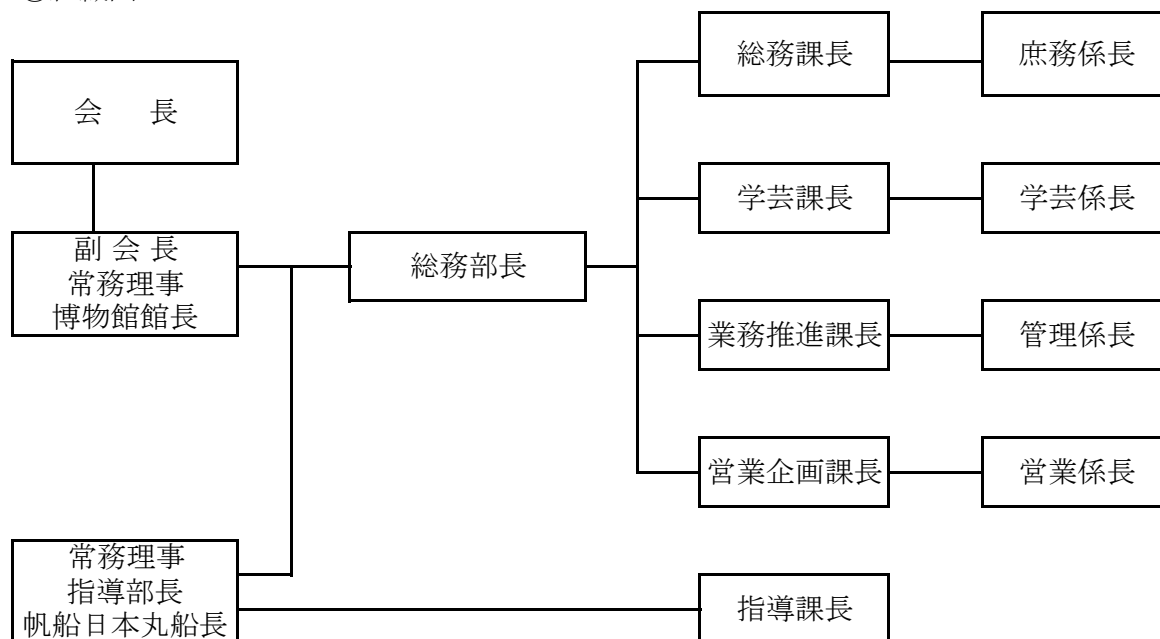 会　長
副 会 長
常務理事
博物館館長
総務部長
総務課長
庶務係長
学芸課長
学芸係長
業務推進課長
管理係長
営業企画課長
営業係長
常務理事
指導部長
帆船日本丸船長
指導課長